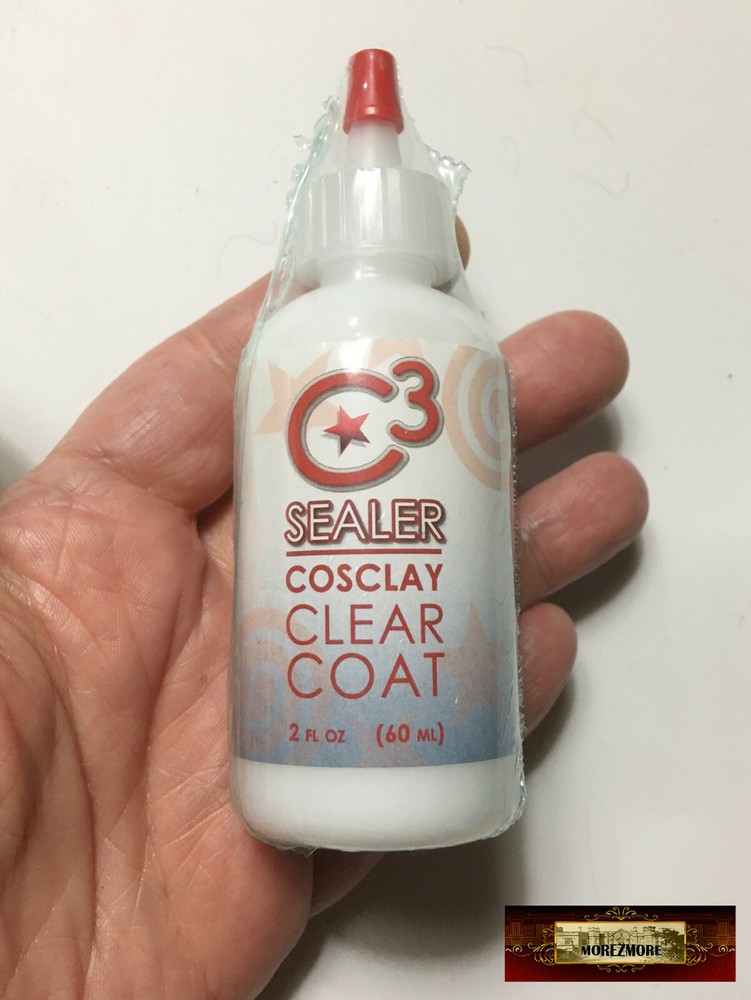 C3
SEALER
COSCLAY
CLEAR
COAT
2 FL OZ (60 ML)
MOREZMORE